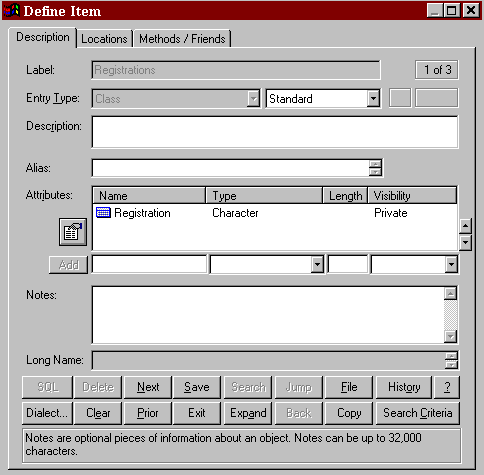 Define Item
Description Locations Methods / Friends
Label: Registrations 1 of 3
Entry Type: Class Standard
Description:
Alias:
Attributes: Name Type Length Visibility
Registration Character Private
Add
Notes:
Long Name:
SQL Delete Next Save Search Jump File History ?
Dialect... Clear Prior Exit Expand Back Copy Search Criteria
Notes are optional pieces of information about an object. Notes can be up to 32,000
characters.